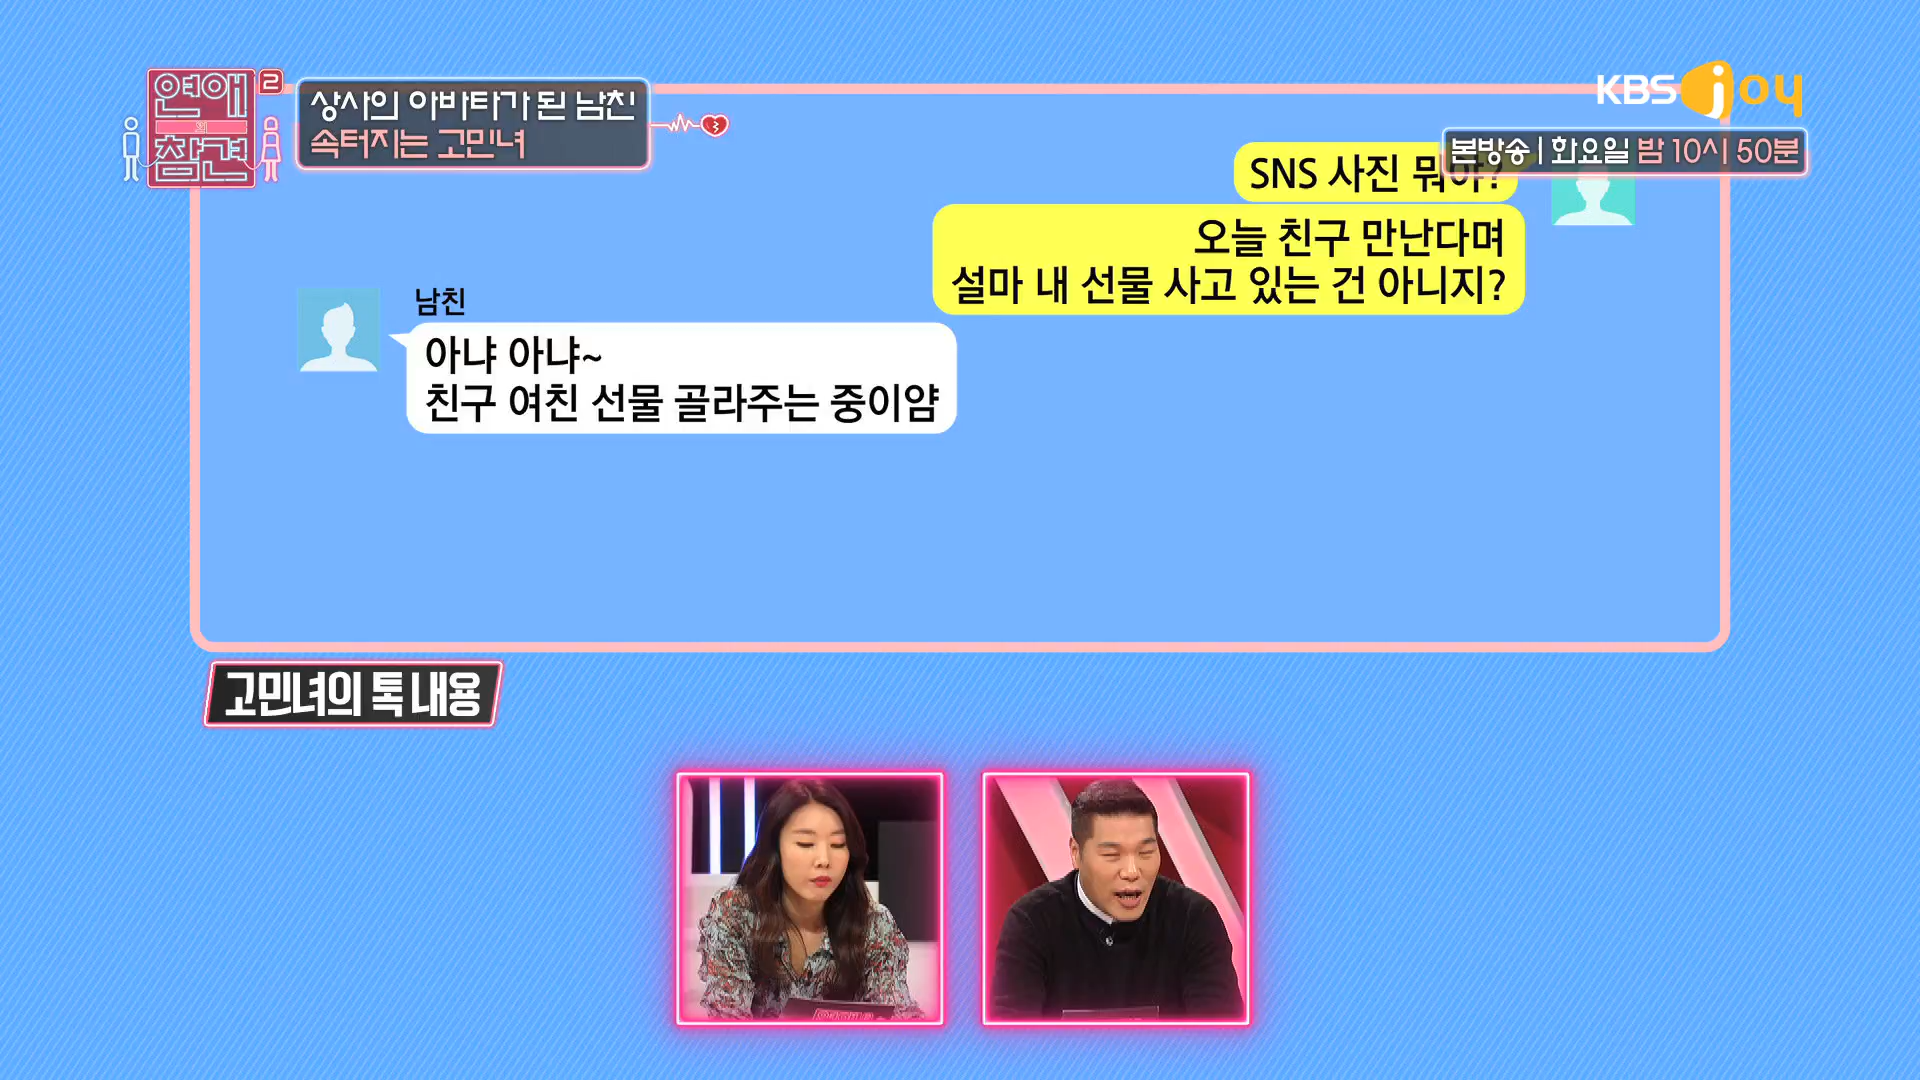 연애의 참견 2
상사의 아바타가 된 남친
속터지는 고민녀
KBS joy
본방송 | 화요일 밤 10시 50분
SNS 사진 뭐야?
오늘 친구 만난다며
설마 내 선물 사고 있는 건 아니지?
남친
아냐 아냐~
친구 여친 선물 골라주는 중이얌
고민녀의 톡 내용